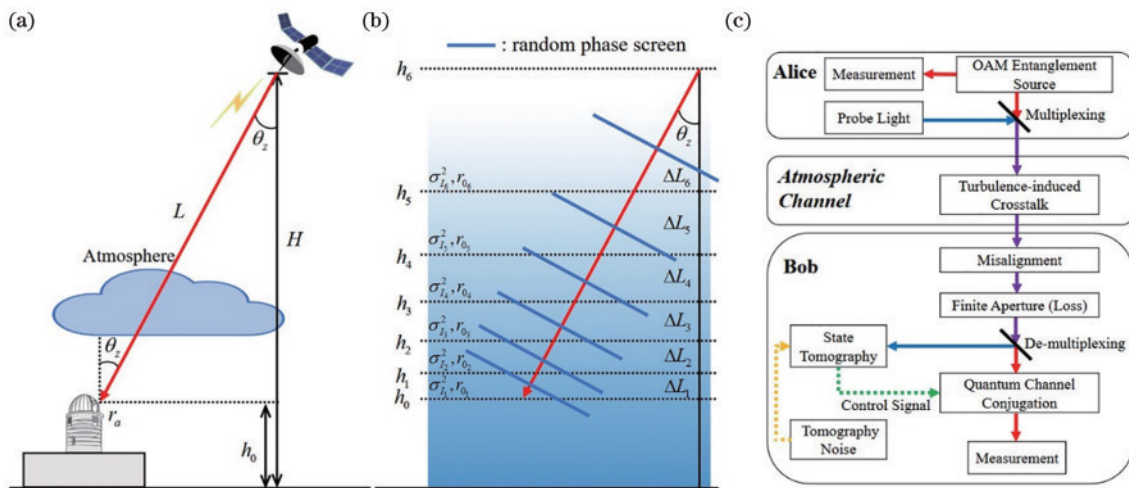 (a)
θz
L
H
Atmosphere
θz
ra
h0
(b)
: random phase screen
h6
θz
σ²I6, r06
ΔL6
h5
σ²I5, r05
ΔL5
h4
σ²I4, r04
ΔL4
h3
σ²I3, r03
ΔL3
h2
σ²I2, r02
ΔL2
h1
σ²I1, r01
ΔL1
h0
(c)
Alice
Measurement
OAM Entanglement
Source
Probe Light
Multiplexing
Atmospheric
Channel
Turbulence-induced
Crosstalk
Bob
Misalignment
Finite Aperture (Loss)
De-multiplexing
State
Tomography
Quantum Channel
Conjugation
Control Signal
Tomography
Noise
Measurement